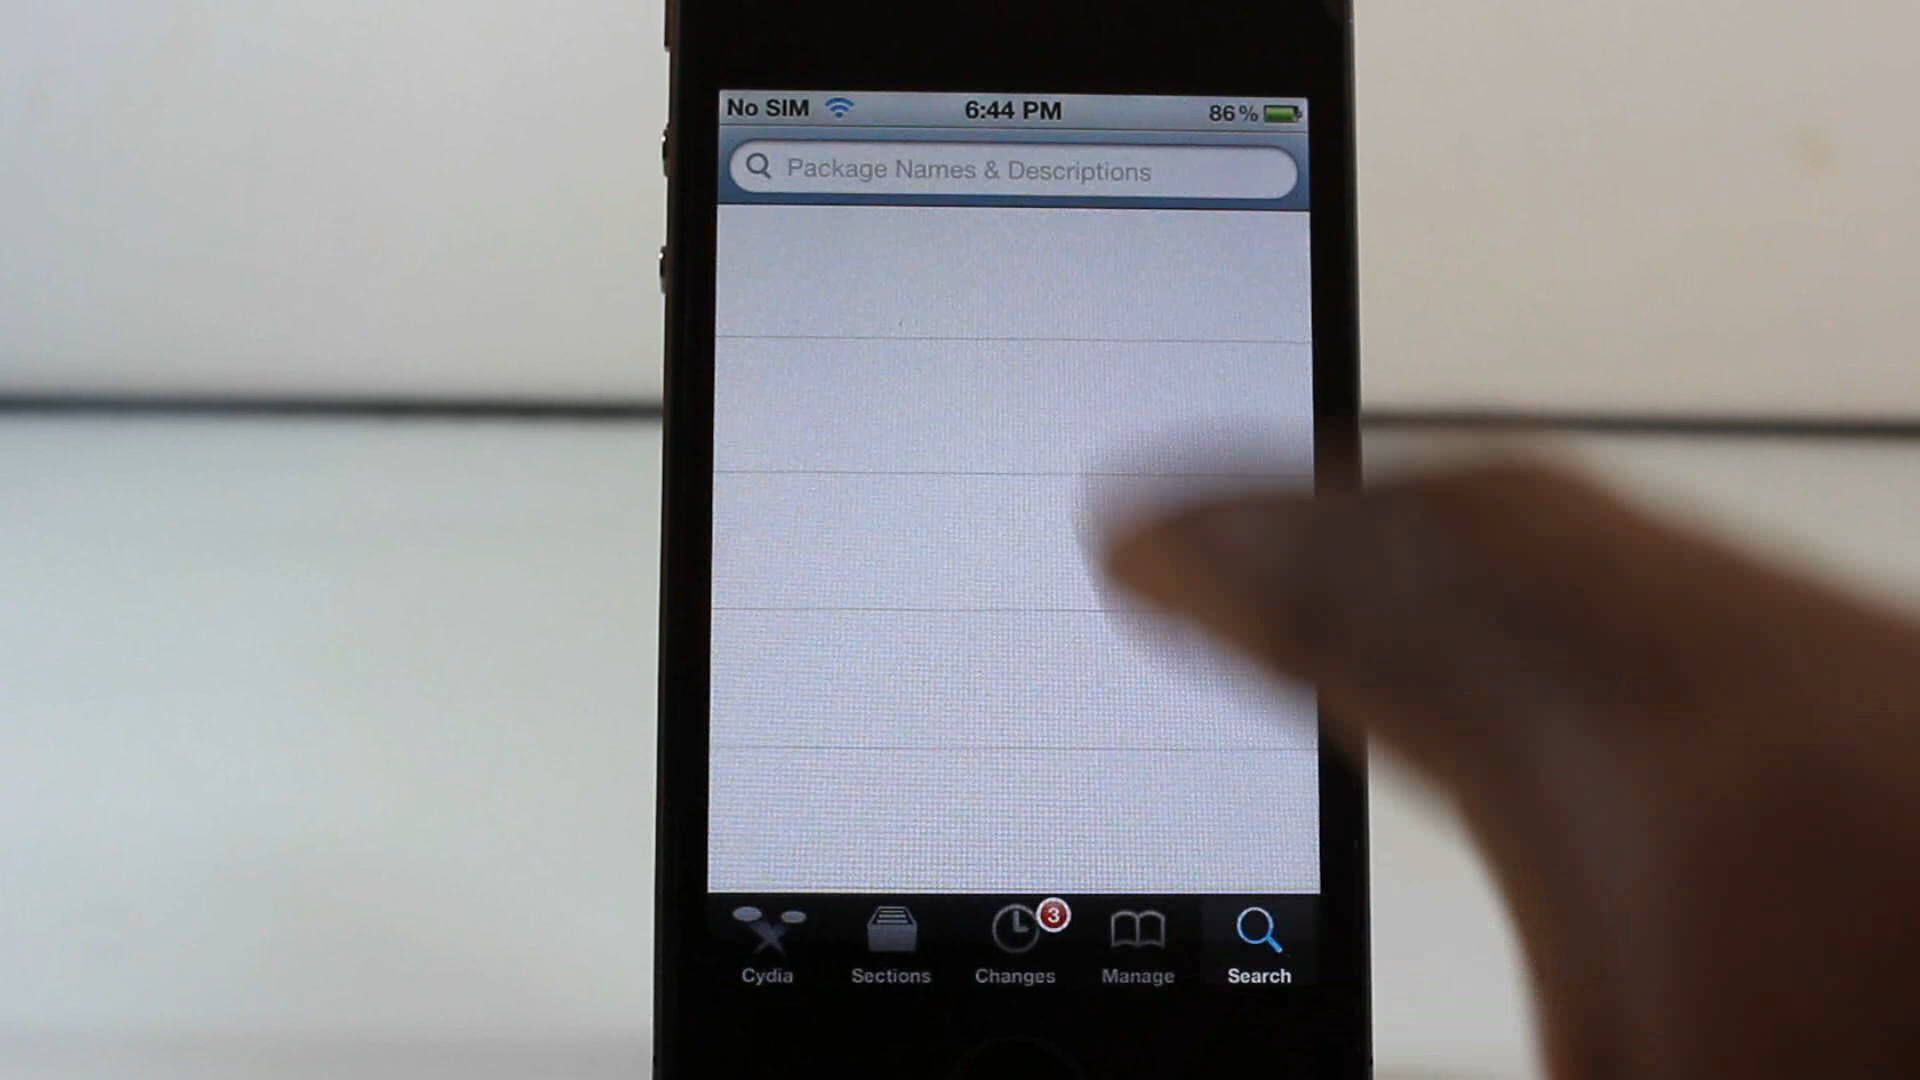 No SIM 6:44 PM 86%
Package Names & Descriptions
3
Cydia Sections Changes Manage Search